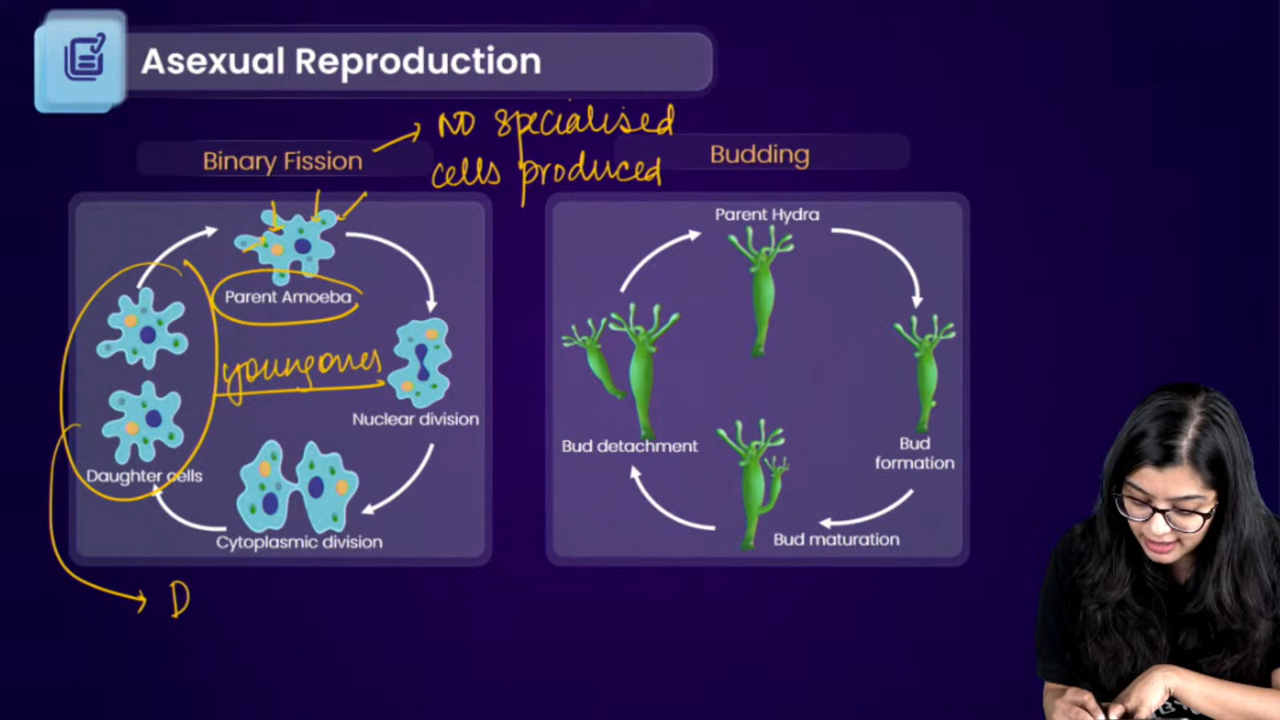 Asexual Reproduction
NO specialised
cells produced
Binary Fission
Budding
Parent Amoeba
youngones
Nuclear division
Daughter cells
Cytoplasmic division
D
Parent Hydra
Bud detachment
Bud
formation
Bud maturation